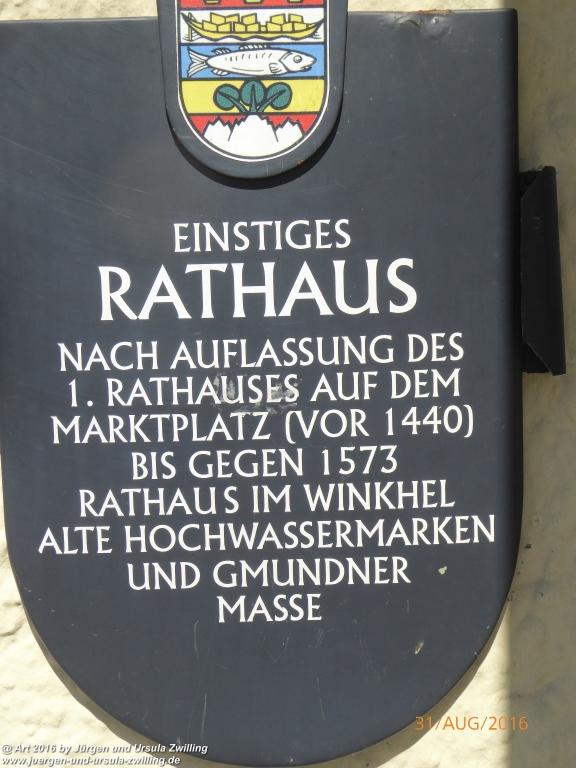 EINSTIGES
RATHAUS
NACH AUFLASSUNG DES
1. RATHAUSES AUF DEM
MARKTPLATZ (VOR 1440)
BIS GEGEN 1573
RATHAUS IM WINKHEL
ALTE HOCHWASSERMARKEN
UND GMUNDNER
MASSE
31/AUG/2016
@ Art 2016 by Jürgen und Ursula Zwilling
www.juergen-und-ursula-zwilling.de